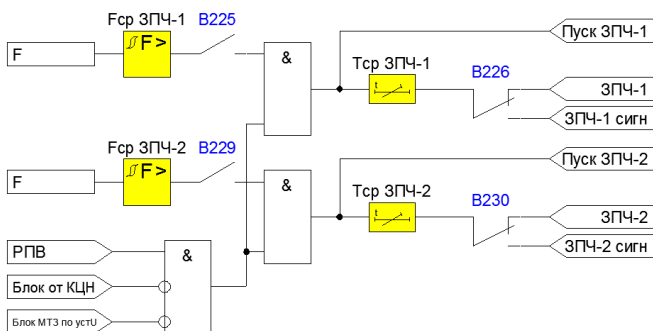 Fср ЗПЧ-1 В225
Пуск ЗПЧ-1
F
F >
&
Тср ЗПЧ-1
В226
t
ЗПЧ-1
ЗПЧ-1 сигн
Fср ЗПЧ-2 В229
Пуск ЗПЧ-2
F
F >
&
Тср ЗПЧ-2
В230
t
ЗПЧ-2
ЗПЧ-2 сигн
РПВ
&
Блок от КЦН
Блок МТЗ по устU